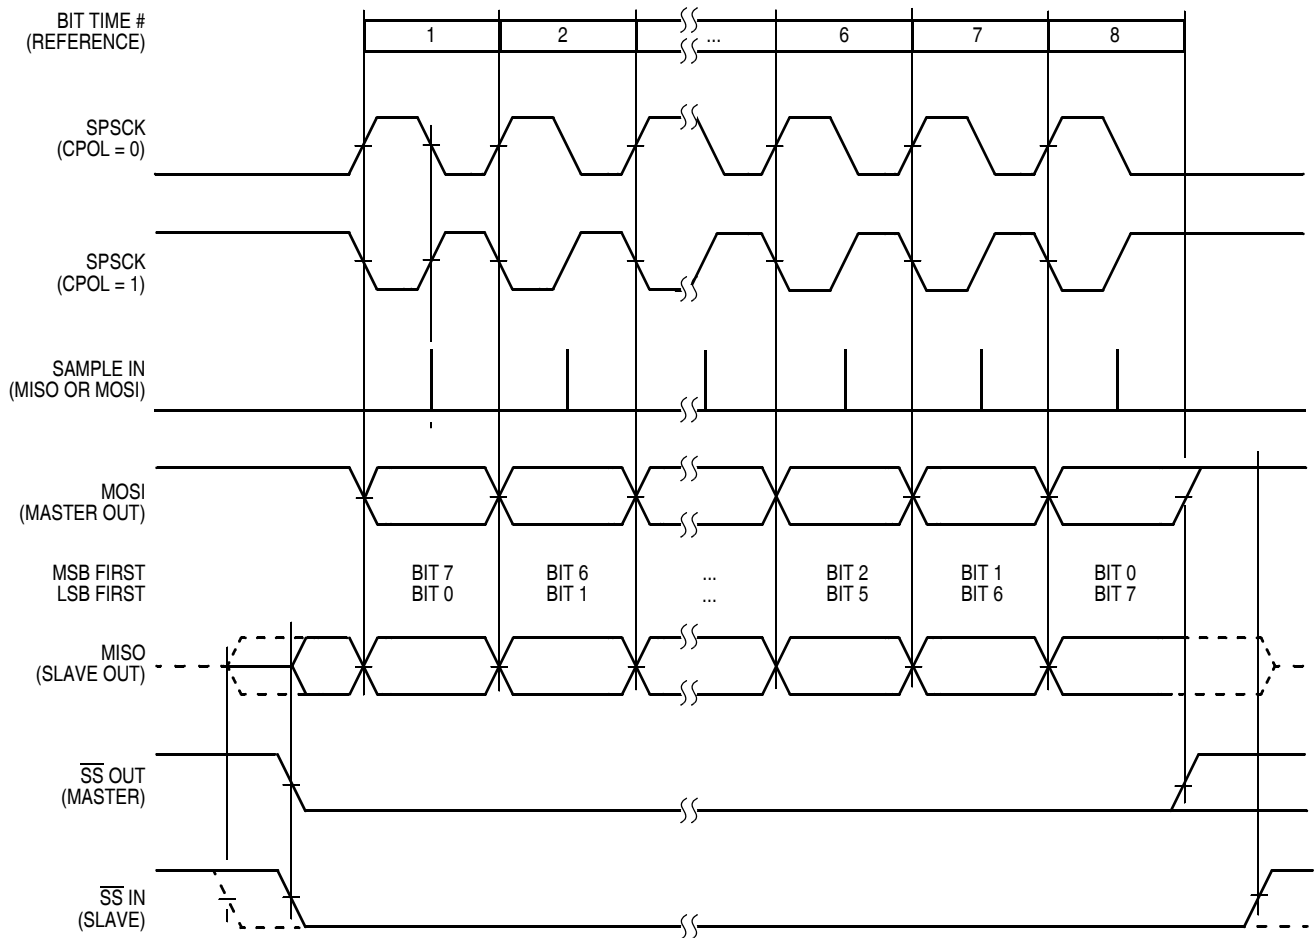 BIT TIME #
(REFERENCE)
1 2 ... 6 7 8
SPSCK
(CPOL = 0)
SPSCK
(CPOL = 1)
SAMPLE IN
(MISO OR MOSI)
MOSI
(MASTER OUT)
MSB FIRST BIT 7 BIT 6 ... BIT 2 BIT 1 BIT 0
LSB FIRST BIT 0 BIT 1 ... BIT 5 BIT 6 BIT 7
MISO
(SLAVE OUT)
S̅S̅ OUT
(MASTER)
S̅S̅ IN
(SLAVE)